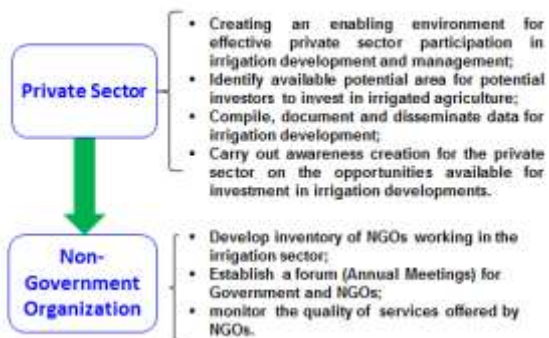 Private Sector
• Creating an enabling environment for
effective private sector participation in
irrigation development and management;
• Identify available potential area for potential
investors to invest in irrigated agriculture;
• Compile, document and disseminate data for
irrigation development;
• Carry out awareness creation for the private
sector on the opportunities available for
investment in irrigation developments.
Non-
Government
Organization
• Develop inventory of NGOs working in the
irrigation sector;
• Establish a forum (Annual Meetings) for
Government and NGOs;
• monitor the quality of services offered by
NGOs.